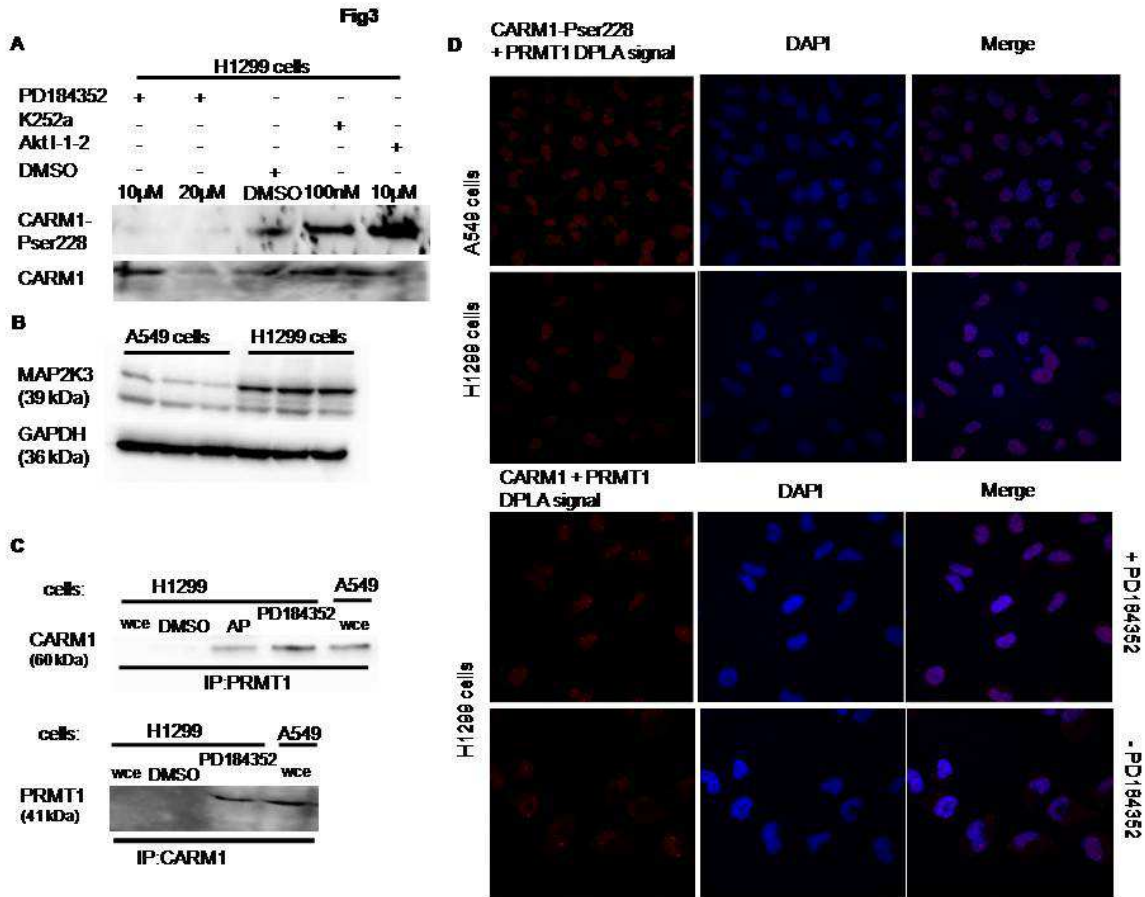 Fig3
A
H1299 cells
PD184352 + + - - -
K252a - - - + -
Akt I-1-2 - - - - +
DMSO - - + - -
10µM 20µM DMSO 100nM 10µM
CARM1-
Pser228
CARM1
B
A549 cells H1299 cells
MAP2K3
(39 kDa)
GAPDH
(36 kDa)
C
cells: H1299 A549
wce DMSO AP PD184352 wce
CARM1
(60 kDa)
IP:PRMT1
cells: H1299 A549
wce DMSO PD184352 wce
PRMT1
(41 kDa)
IP:CARM1
D
CARM1-Pser228
+ PRMT1 DPLA signal DAPI Merge
A549 cells
H1299 cells
CARM1 + PRMT1
DPLA signal DAPI Merge
H1299 cells
+ PD184352
- PD184352